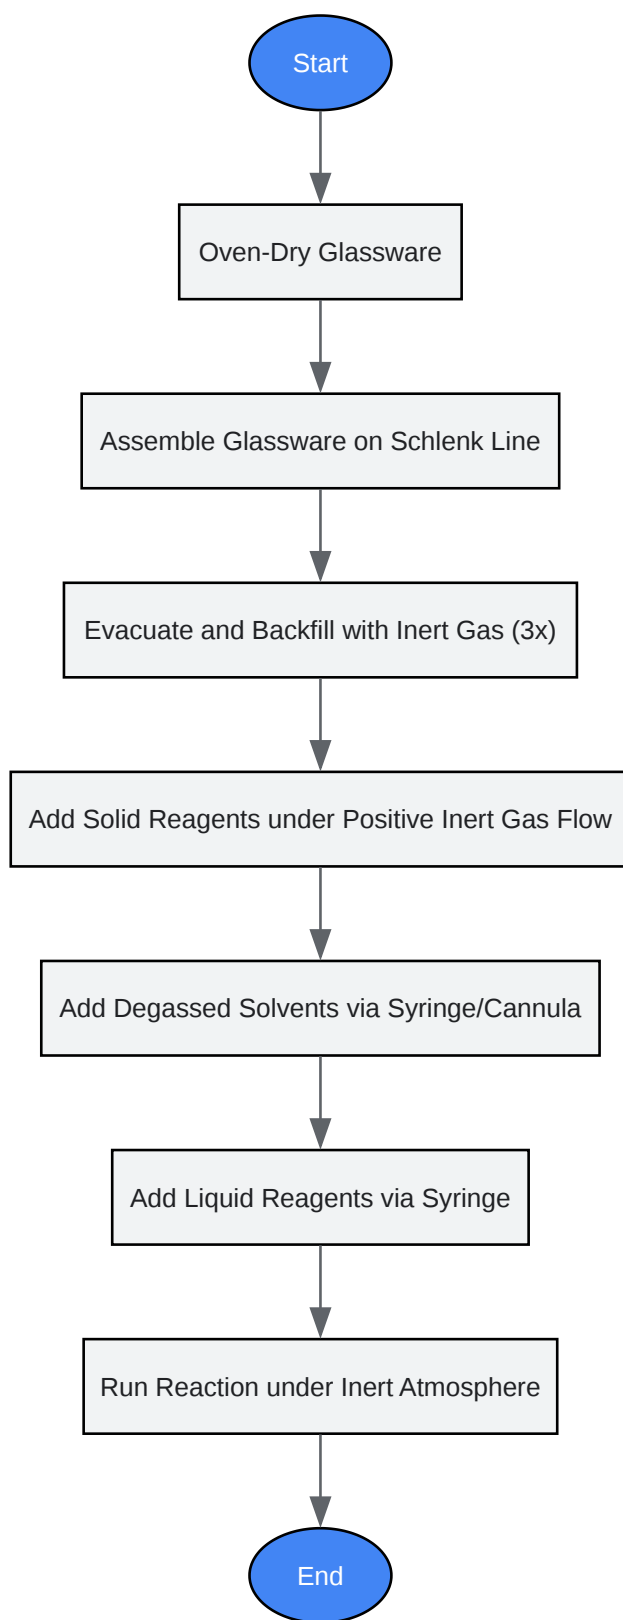 Start
Oven-Dry Glassware
Assemble Glassware on Schlenk Line
Evacuate and Backfill with Inert Gas (3x)
Add Solid Reagents under Positive Inert Gas Flow
Add Degassed Solvents via Syringe/Cannula
Add Liquid Reagents via Syringe
Run Reaction under Inert Atmosphere
End